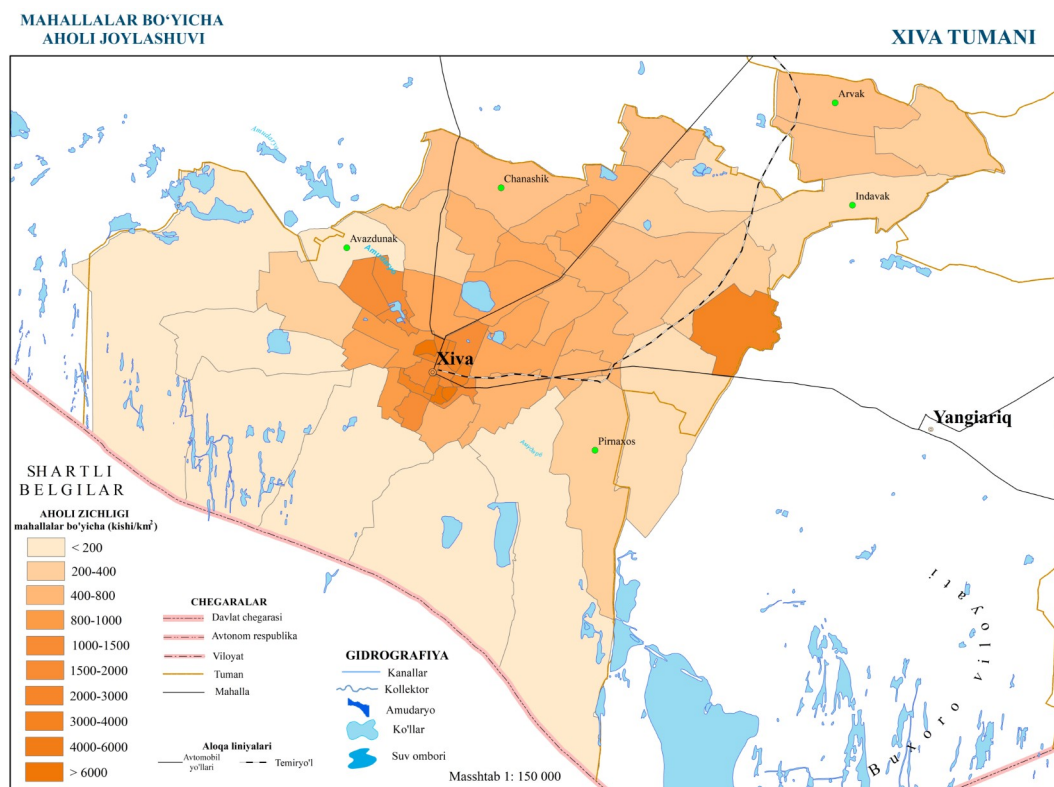 MAHALLALAR BO‘YICHA
AHOLI JOYLASHUVI
XIVA TUMANI
Arvak
Amudaryo
Chanashik
Indavak
Avazdunak
Xiva
Yangiariq
Pirnaxos
SHARTLI
BELGILAR
AHOLI ZICHLIGI
mahallalar bo'yicha (kishi/km²)
< 200
200-400
400-800
800-1000
1000-1500
1500-2000
2000-3000
3000-4000
4000-6000
> 6000
CHEGARALAR
Davlat chegarasi
Avtonom respublika
Viloyat
Tuman
Mahalla
Aloqa liniyalari
Avtomobil
yo'llari
Temiryo'l
GIDROGRAFIYA
Kanallar
Kollektor
Amudaryo
Ko'llar
Suv ombori
Masshtab 1: 150 000
Buxoro viloyati